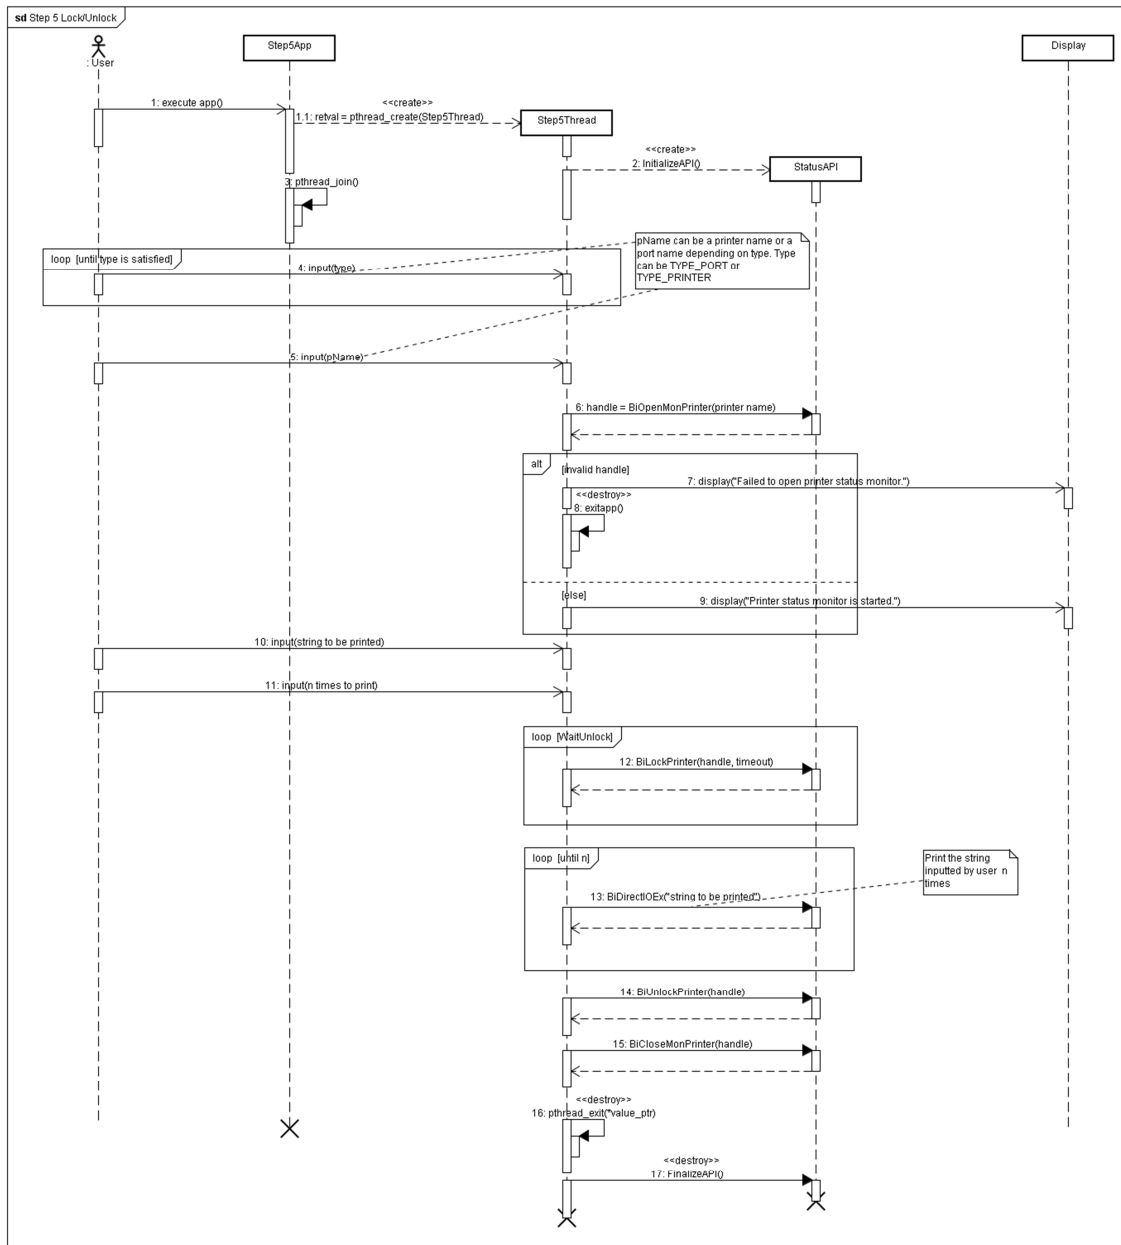 sd Step 5 Lock/Unlock
: User
Step5App
Display
1: execute app()
<<create>>
1.1: retval = pthread_create(Step5Thread)
Step5Thread
<<create>>
2: InitializeAPI()
StatusAPI
3: pthread_join()
pName can be a printer name or a
port name depending on type. Type
can be TYPE_PORT or
TYPE_PRINTER
loop [until type is satisfied]
4: input(type)
5: input(pName)
6: handle = BiOpenMonPrinter(printer name)
alt
[invalid handle]
7: display("Failed to open printer status monitor.")
<<destroy>>
8: exitapp()
[else]
9: display("Printer status monitor is started.")
10: input(string to be printed)
11: input(n times to print)
loop [WaitUnlock]
12: BiLockPrinter(handle, timeout)
loop [until n]
Print the string
inputted by user n
times
13: BiDirectIOEx("string to be printed")
14: BiUnlockPrinter(handle)
15: BiCloseMonPrinter(handle)
<<destroy>>
16: pthread_exit(*value_ptr)
<<destroy>>
17: FinalizeAPI()